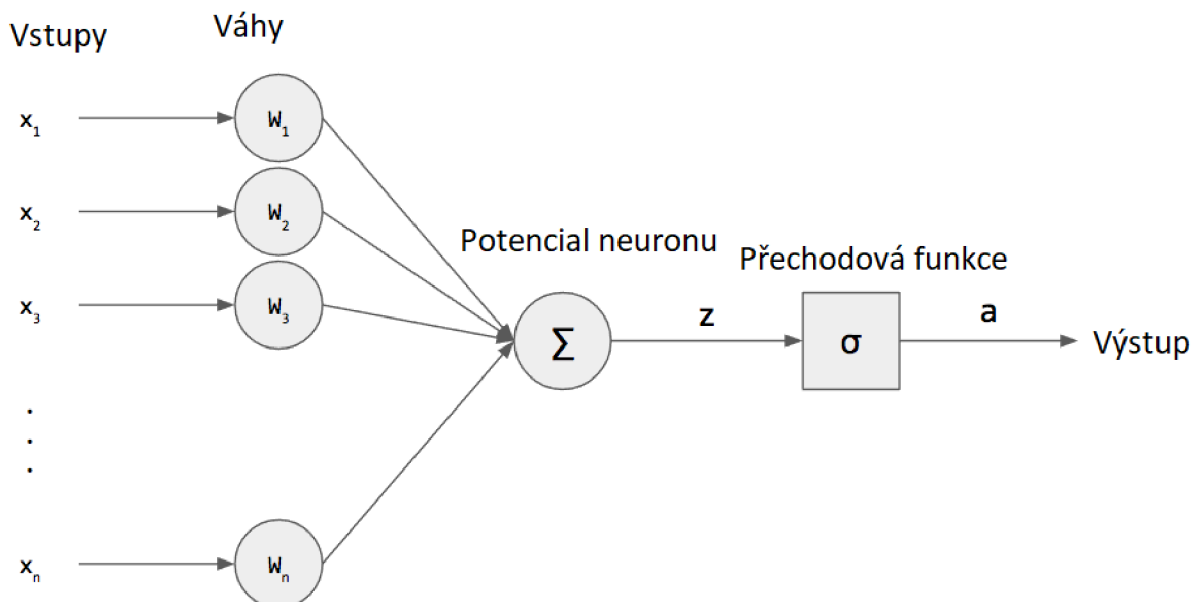 Vstupy
Váhy
x₁
W₁
x₂
W₂
Potencial neuronu
Přechodová funkce
x₃
W₃
Σ
z
σ
a
Výstup
.
.
.
xₙ
Wₙ